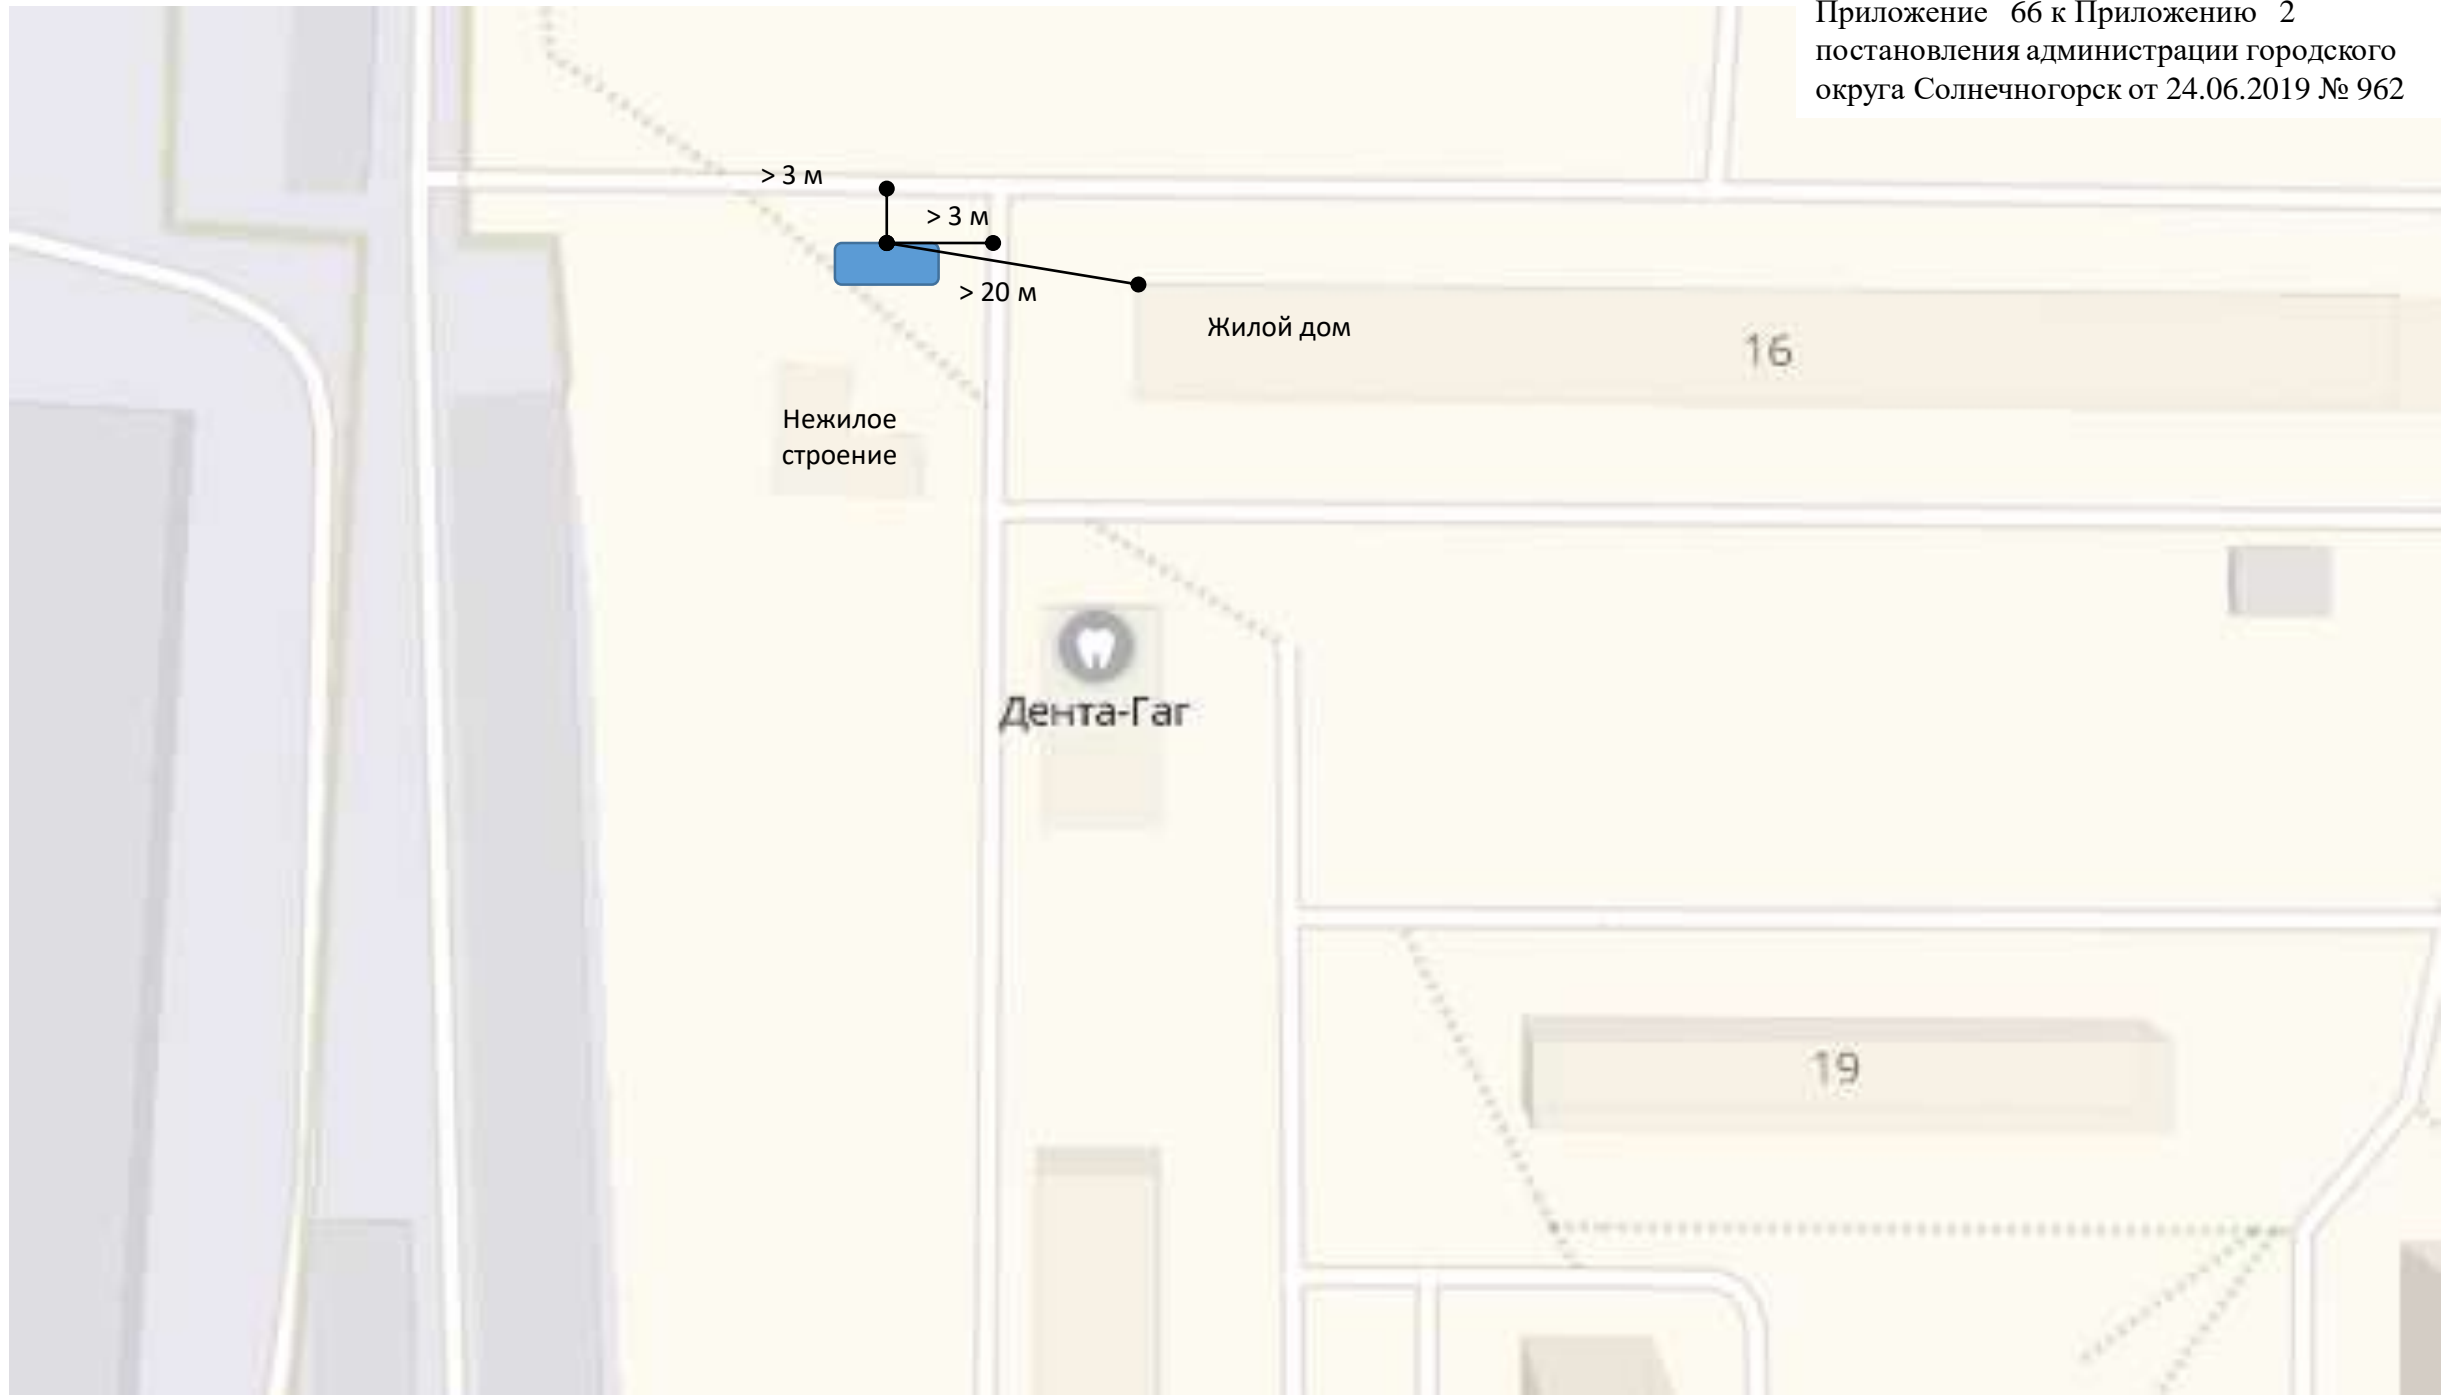 Приложение 66 к Приложению 2
постановления администрации городского
округа Солнечногорск от 24.06.2019 № 962
> 3 м
> 3 м
> 20 м
Жилой дом
16
Нежилое
строение
Дента-Гаг
19